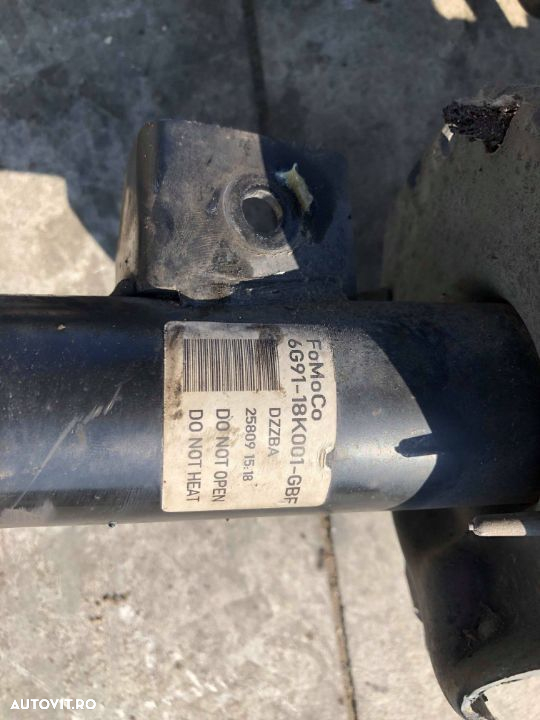 FoMoCo
6G91-18K001-GBF
DZZBA
25809 15:18
DO NOT OPEN
DO NOT HEAT
AUTOVIT.RO